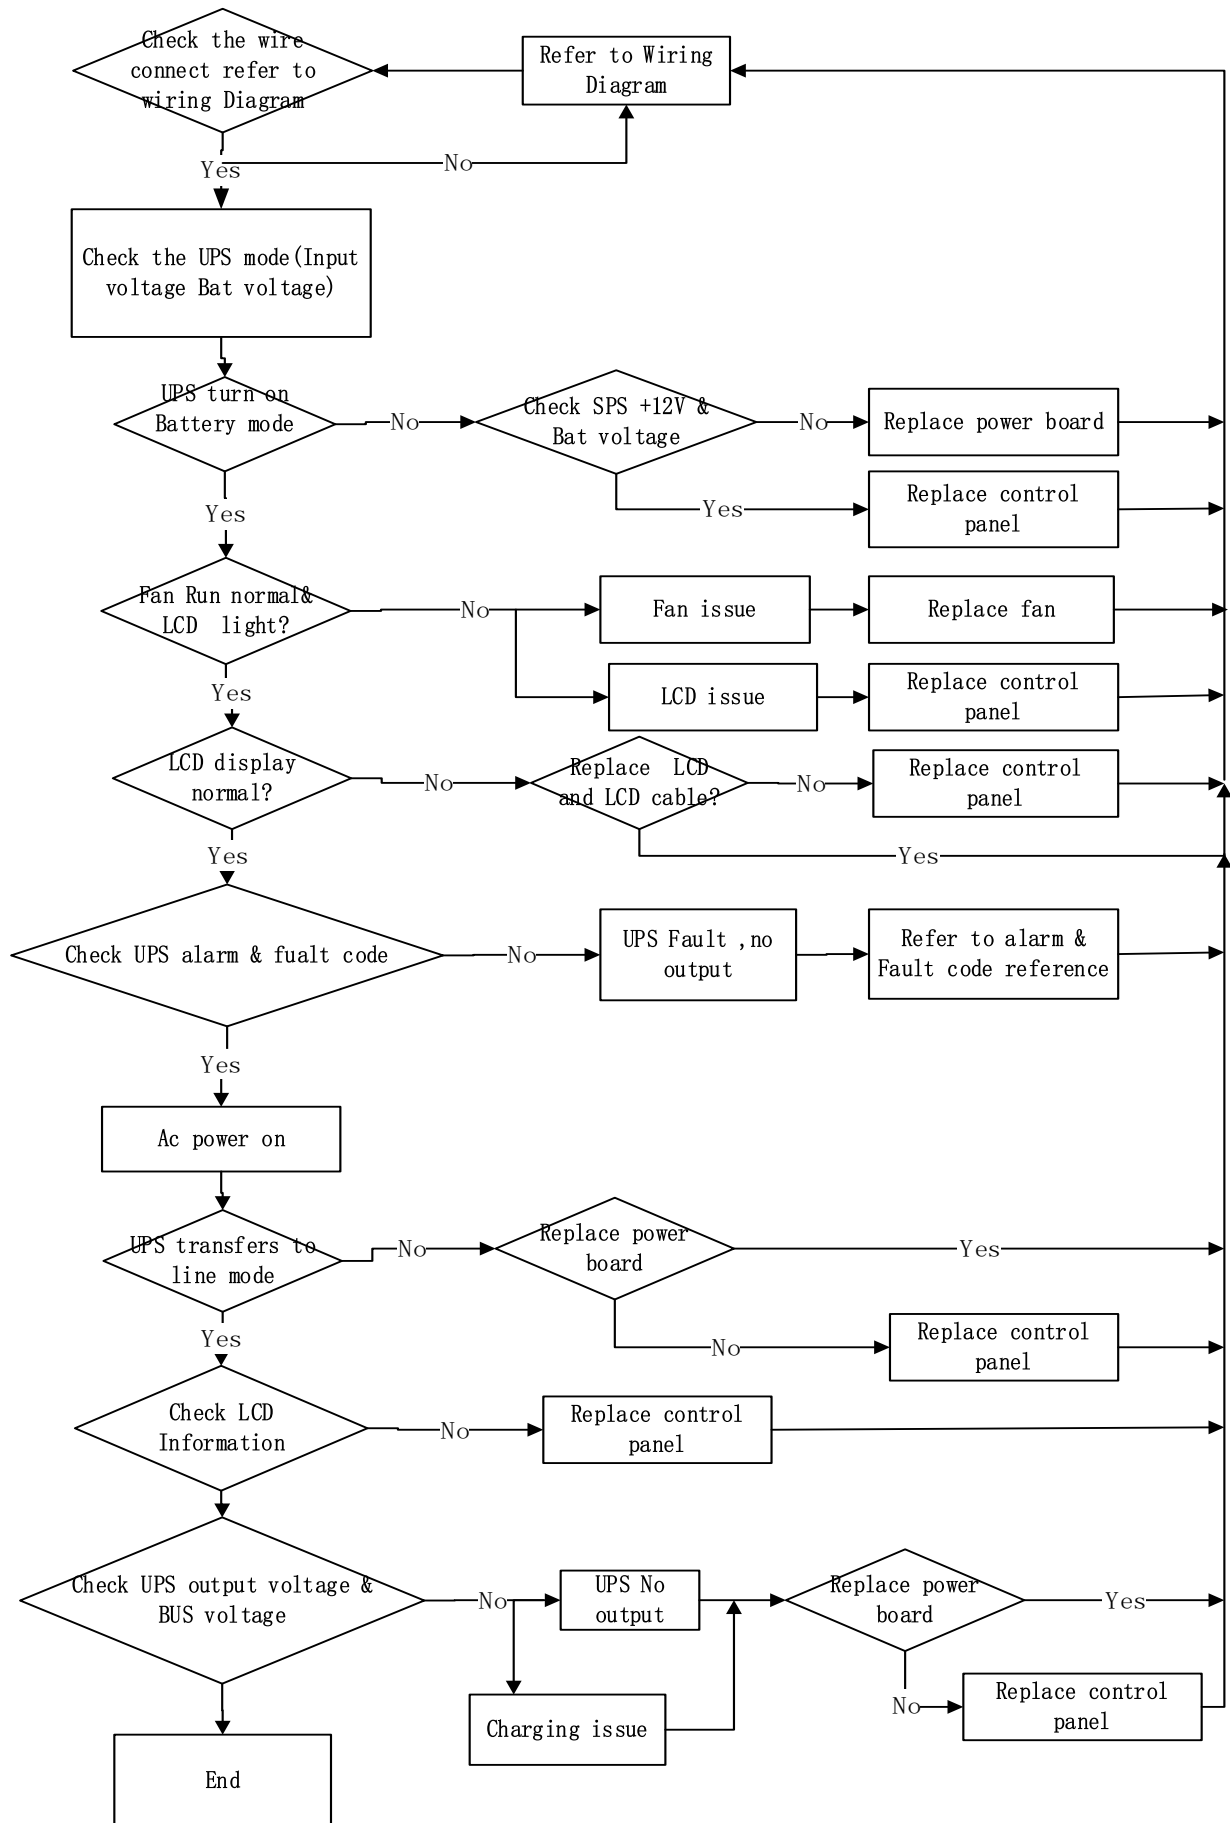 Check the wire
connect refer to
wiring Diagram
Refer to Wiring
Diagram
Yes
No
Check the UPS mode(Input
voltage Bat voltage)
UPS turn on
Battery mode
No
Check SPS +12V &
Bat voltage
No
Replace power board
Yes
Replace control
panel
Yes
Fan Run normal&
LCD light?
No
Fan issue
Replace fan
LCD issue
Replace control
panel
Yes
LCD display
normal?
No
Replace LCD
and LCD cable?
No
Replace control
panel
Yes
Yes
Check UPS alarm & fualt code
No
UPS Fault ,no
output
Refer to alarm &
Fault code reference
Yes
Ac power on
UPS transfers to
line mode
No
Replace power
board
Yes
No
Replace control
panel
Yes
Check LCD
Information
No
Replace control
panel
Check UPS output voltage &
BUS voltage
No
UPS No
output
Replace power
board
Yes
Charging issue
No
Replace control
panel
End